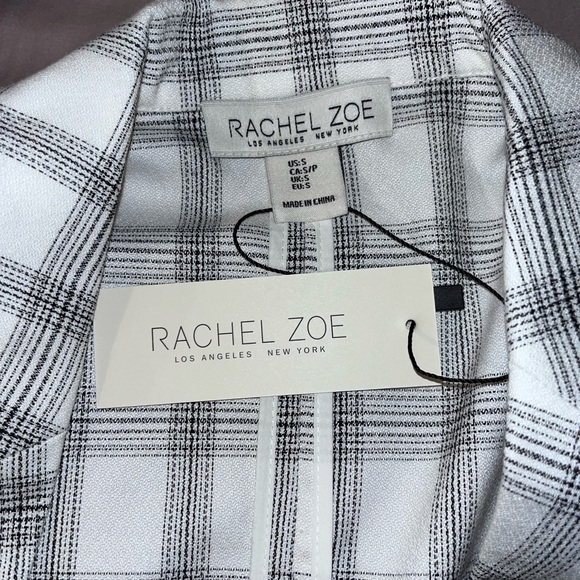 RACHEL ZOE
LOS ANGELES NEW YORK
US:S
CA:S/P
UK:S
EU:S
MADE IN CHINA
RACHEL ZOE
LOS ANGELES NEW YORK